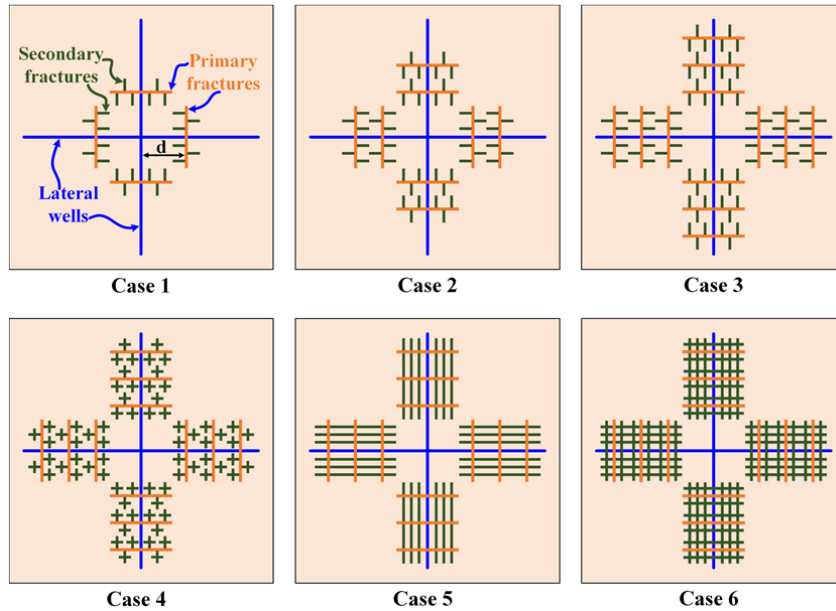 Secondary
fractures
Primary
fractures
d
Lateral
wells
Case 1
Case 2
Case 3
Case 4
Case 5
Case 6